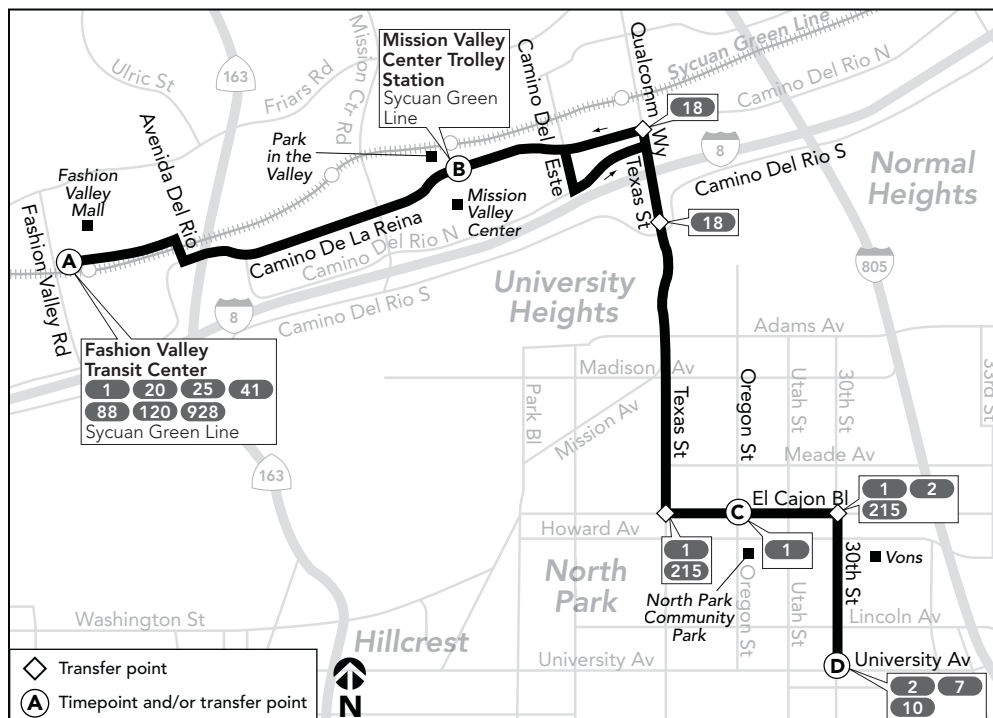 Ulric St
163
Friars Rd
Mission Ctr Rd
Mission Valley
Center Trolley
Station
Sycuan Green
Line
Camino Del
Este
Qualcomm
Wy
Sycuan Green Line
Camino Del Rio N
18
8
Camino Del Rio S
Normal
Heights
Avenida Del Rio
Park
in the
Valley
B
Mission
Valley
Center
Fashion
Valley
Mall
A
Fashion Valley Rd
Camino De La Reina
Camino Del Rio N
Camino Del Rio S
8
Texas St
18
805
University
Heights
Fashion Valley
Transit Center
1 20 25 41
88 120 928
Sycuan Green Line
Adams Av
Madison Av
Mission Av
Park Bl
Texas St
Oregon St
Utah St
30th St
33rd St
Meade Av
163
El Cajon Bl
C
1 2
215
Howard Av
1
215
1
30th St
Vons
North
Park
North Park
Community
Park
Oregon St
Utah St
Lincoln Av
Washington St
Hillcrest
University Av
D
University Av
2 7
10
Transfer point
A
Timepoint and/or transfer point
N